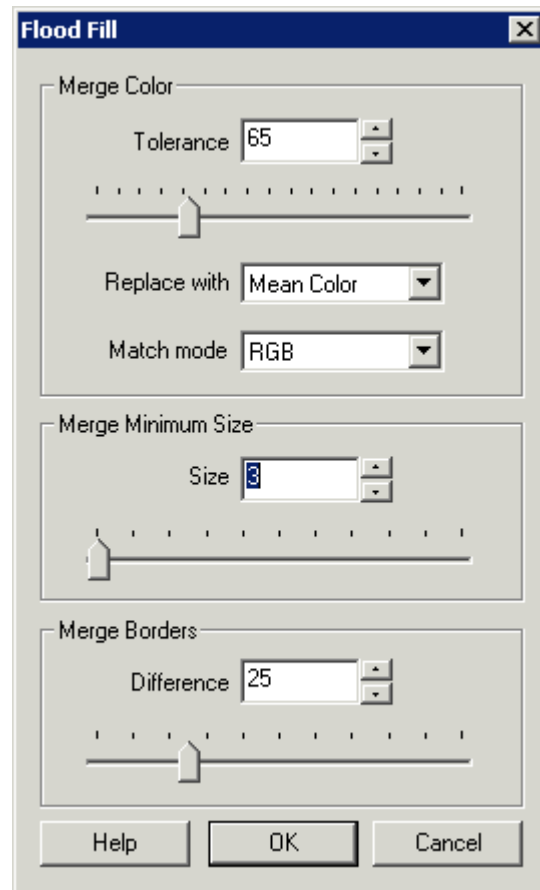 Flood Fill
Merge Color
Tolerance 65
Replace with Mean Color
Match mode RGB
Merge Minimum Size
Size 3
Merge Borders
Difference 25
Help OK Cancel